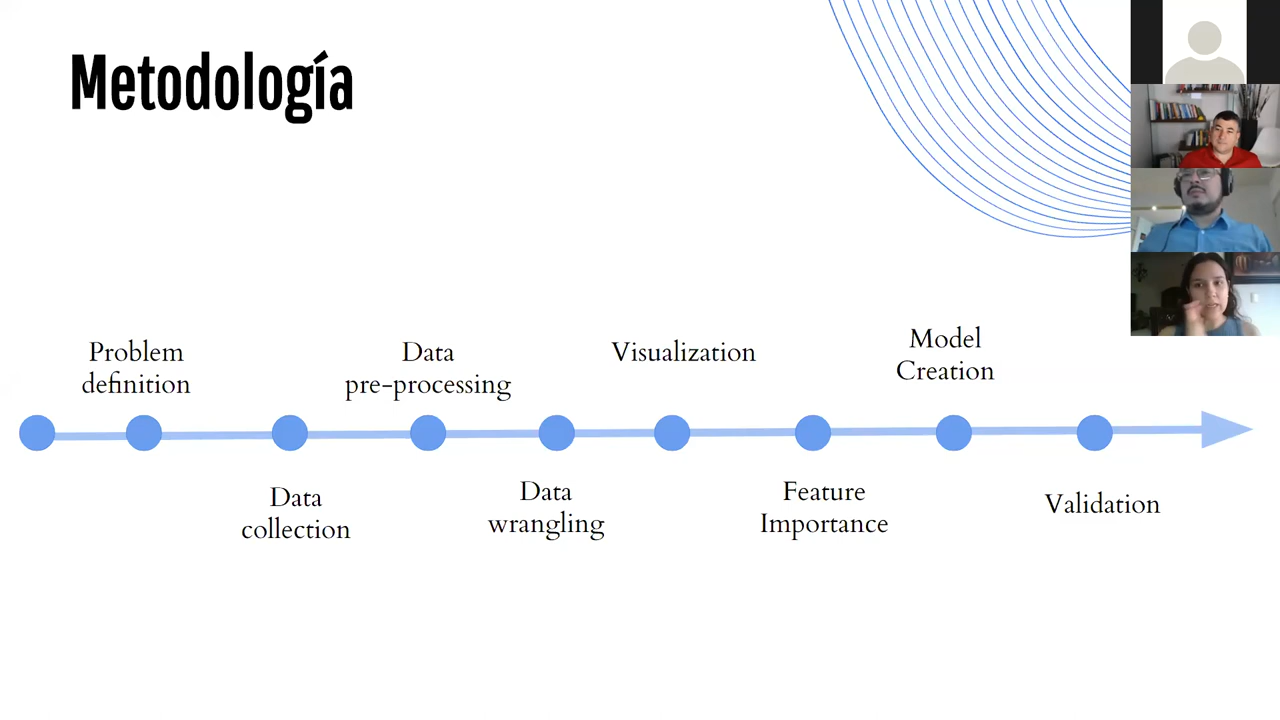 Metodología
Problem
definition
Data
collection
Data
pre-processing
Data
wrangling
Visualization
Feature
Importance
Model
Creation
Validation